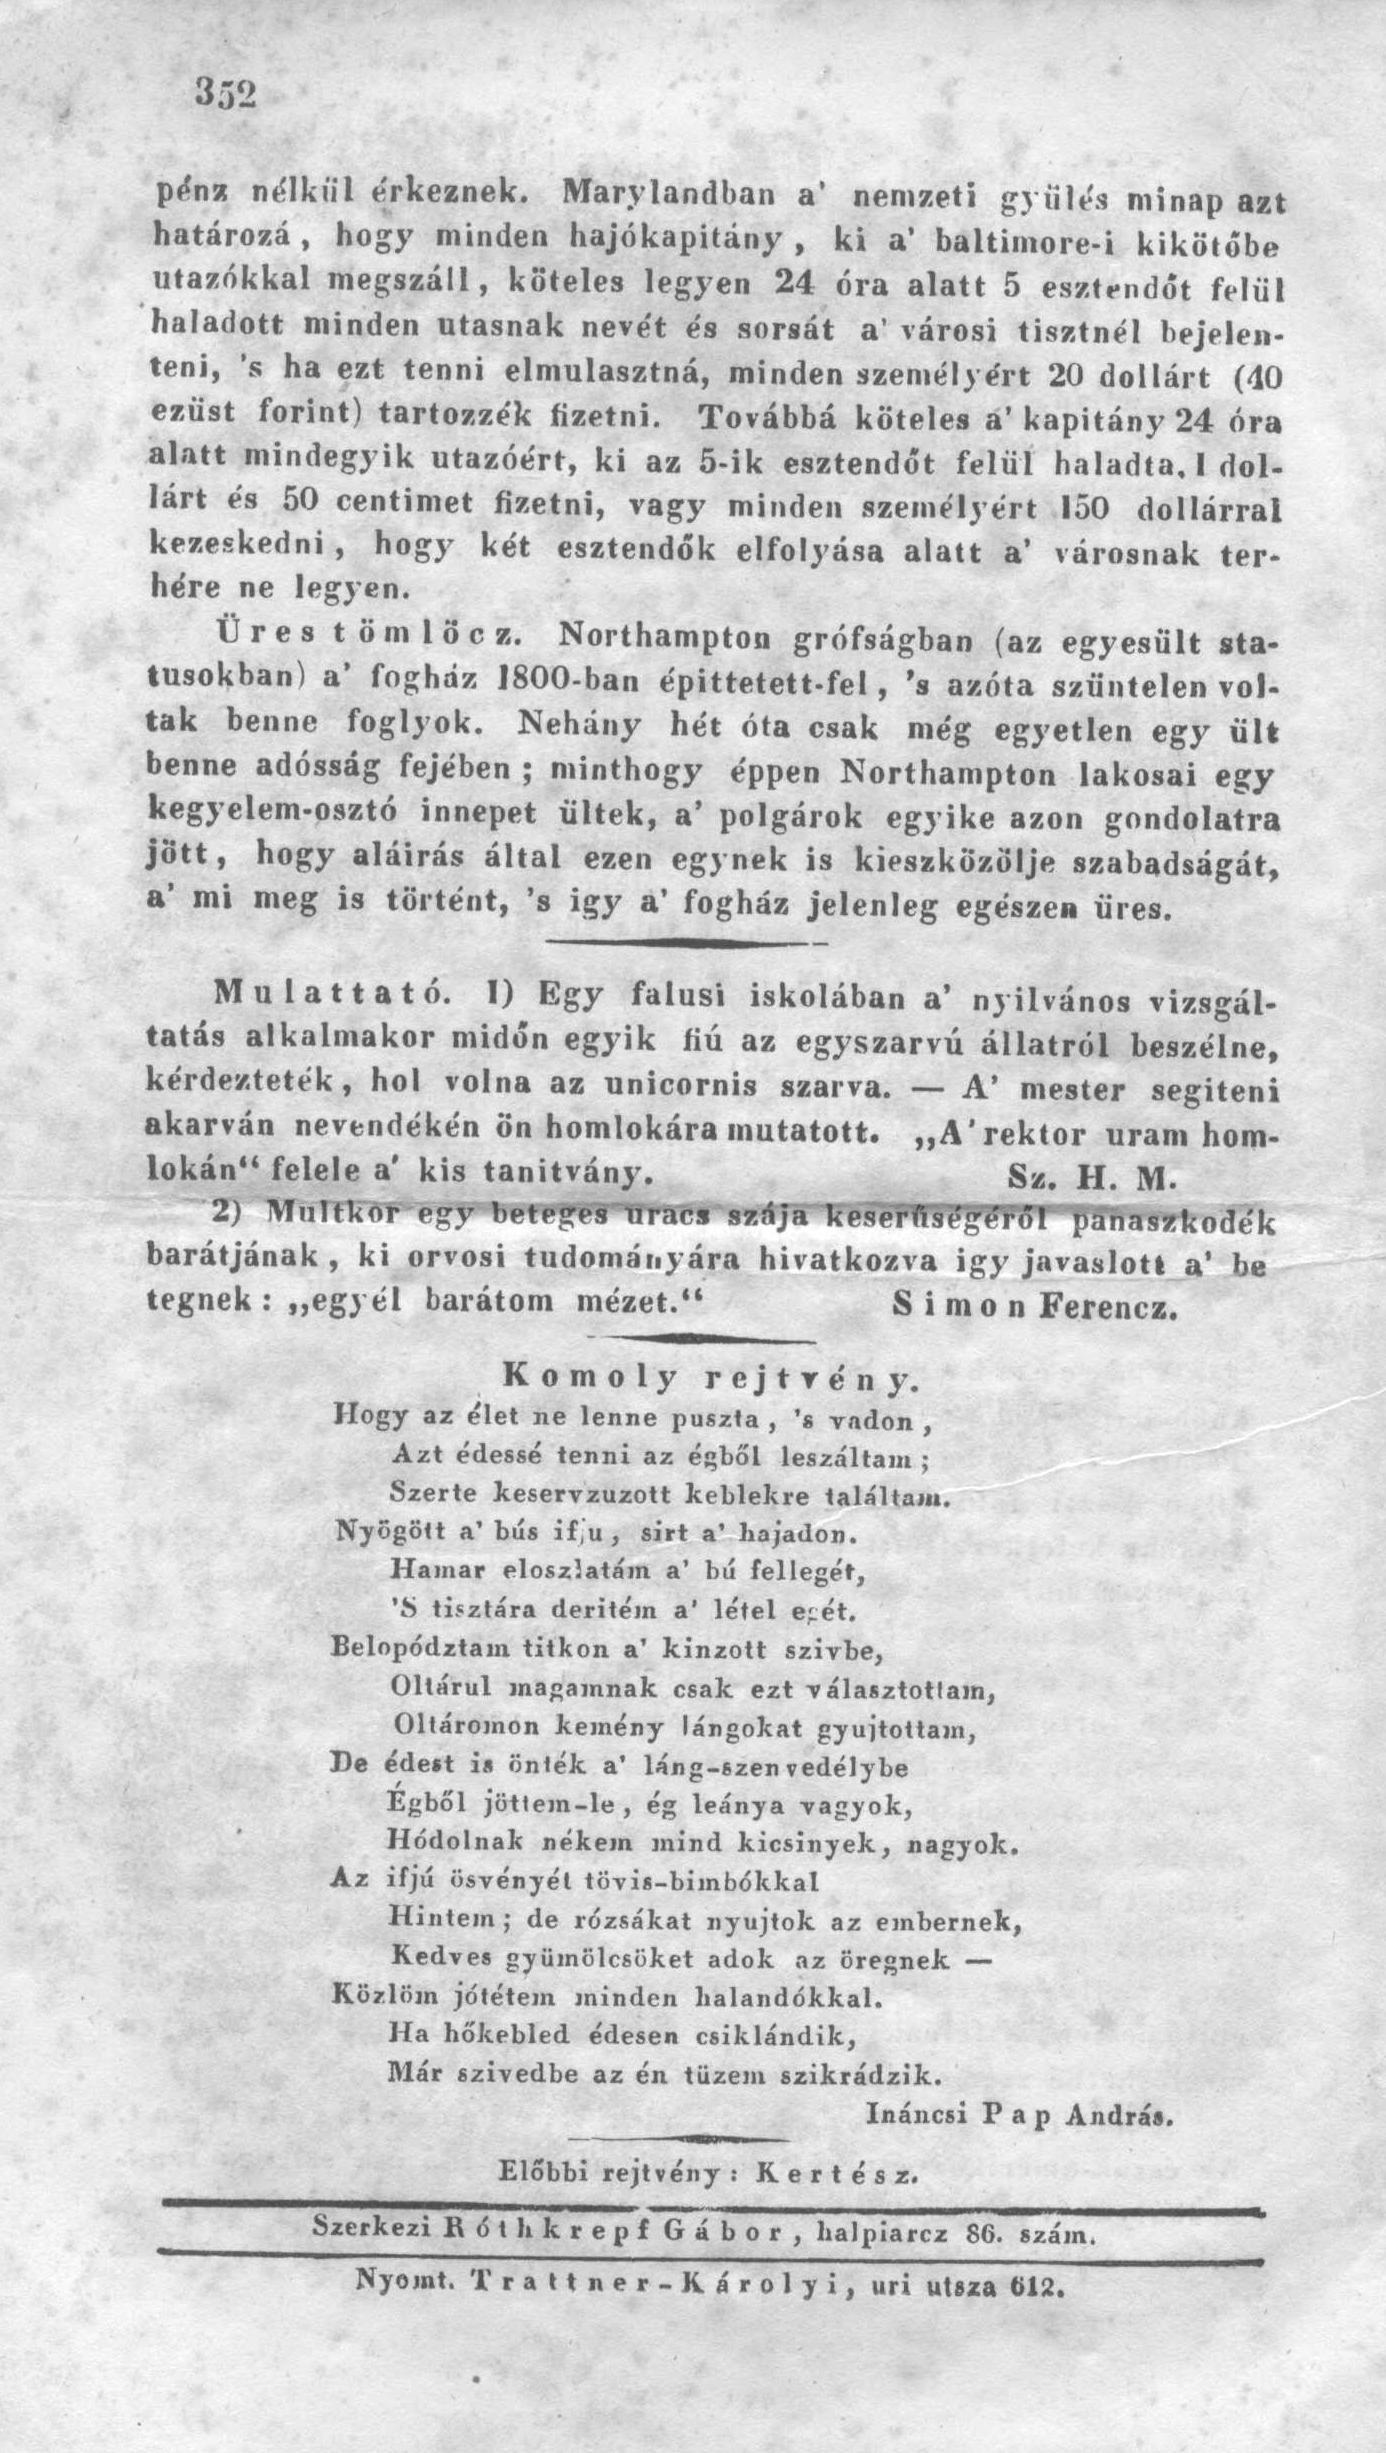 352
pénz nélkül érkeznek. Marylandban a' nemzeti gyülés minap azt
határozá, hogy minden hajókapitány, ki a' baltimore-i kikötőbe
utazókkal megszáll, köteles legyen 24 óra alatt 5 esztendőt felül
haladott minden utasnak nevét és sorsát a' városi tisztnél bejelen-
teni, 's ha ezt tenni elmulasztná, minden személyért 20 dollárt (40
ezüst forint) tartozzék fizetni. Továbbá köteles a' kapitány 24 óra
alatt mindegyik utazóért, ki az 5-ik esztendőt felül haladta, 1 dol-
lárt és 50 centimet fizetni, vagy minden személyért 150 dollárral
kezeskedni, hogy két esztendők elfolyása alatt a' városnak ter-
hére ne legyen.
Üres tömlöcz. Northampton grófságban (az egyesült sta-
tusokban) a' fogház 1800-ban épittetett-fel, 's azóta szüntelen vol-
tak benne foglyok. Nehány hét óta csak még egyetlen egy ült
benne adósság fejében; minthogy éppen Northampton lakosai egy
kegyelem-osztó innepet ültek, a' polgárok egyike azon gondolatra
jött, hogy aláirás által ezen egynek is kieszközölje szabadságát,
a' mi meg is történt, 's igy a' fogház jelenleg egészen üres.
Mulattató. 1) Egy falusi iskolában a' nyilvános vizsgál-
tatás alkalmakor midőn egyik fiú az egyszarvú állatról beszélne,
kérdezteték, hol volna az unicornis szarva. — A' mester segiteni
akarván nevendékén ön homlokára mutatott. „A' rektor uram hom-
lokán“ felele a' kis tanitvány. Sz. H. M.
2) Multkor egy beteges uracs szája keserűségéről panaszkodék
barátjának, ki orvosi tudományára hivatkozva igy javaslott a' be
tegnek: „egyél barátom mézet.“ Simon Ferencz.
Komoly rejtvény.
Hogy az élet ne lenne puszta, 's vadon,
Azt édessé tenni az égből leszáltam;
Szerte keservzuzott keblekre találtam.
Nyögött a' bús ifju, sirt a' hajadon.
Hamar eloszlatám a' bú fellegét,
'S tisztára deritém a' létel egét.
Belopództam titkon a' kinzott szivbe,
Oltárul magamnak csak ezt választottam,
Oltáromon kemény lángokat gyujtottam,
De édest is önték a' láng-szenvedélybe
Égből jöttem-le, ég leánya vagyok,
Hódolnak nékem mind kicsinyek, nagyok.
Az ifjú ösvényét tövis-bimbókkal
Hintem; de rózsákat nyujtok az embernek,
Kedves gyümölcsöket adok az öregnek —
Közlöm jótétem minden halandókkal.
Ha hőkebled édesen csiklándik,
Már szivedbe az én tüzem szikrádzik.
Ináncsi Pap András.
Előbbi rejtvény: Kertész.
Szerkezi Róthkrepf Gábor, halpiarcz 86. szám.
Nyomt. Trattner-Károlyi, uri utsza 612.